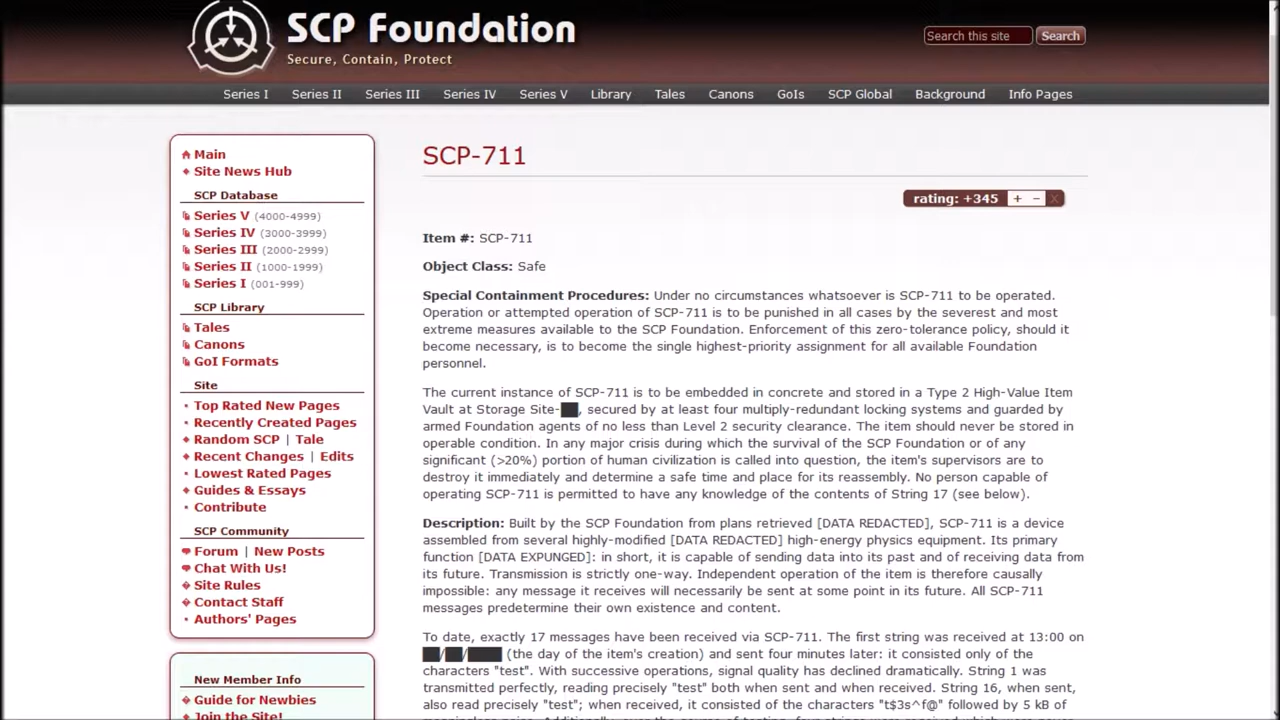 SCP Foundation
Secure, Contain, Protect
Search this site
Search
Series I Series II Series III Series IV Series V Library Tales Canons GoIs SCP Global Background Info Pages
Main
Site News Hub
SCP Database
Series V (4000-4999)
Series IV (3000-3999)
Series III (2000-2999)
Series II (1000-1999)
Series I (001-999)
SCP Library
Tales
Canons
GoI Formats
Site
Top Rated New Pages
Recently Created Pages
Random SCP | Tale
Recent Changes | Edits
Lowest Rated Pages
Guides & Essays
Contribute
SCP Community
Forum | New Posts
Chat With Us!
Site Rules
Contact Staff
Authors' Pages
New Member Info
Guide for Newbies
Join the Site!
SCP-711
rating: +345 + − X
Item #: SCP-711
Object Class: Safe
Special Containment Procedures: Under no circumstances whatsoever is SCP-711 to be operated.
Operation or attempted operation of SCP-711 is to be punished in all cases by the severest and most
extreme measures available to the SCP Foundation. Enforcement of this zero-tolerance policy, should it
become necessary, is to become the single highest-priority assignment for all available Foundation
personnel.
The current instance of SCP-711 is to be embedded in concrete and stored in a Type 2 High-Value Item
Vault at Storage Site-██, secured by at least four multiply-redundant locking systems and guarded by
armed Foundation agents of no less than Level 2 security clearance. The item should never be stored in
operable condition. In any major crisis during which the survival of the SCP Foundation or of any
significant (>20%) portion of human civilization is called into question, the item's supervisors are to
destroy it immediately and determine a safe time and place for its reassembly. No person capable of
operating SCP-711 is permitted to have any knowledge of the contents of String 17 (see below).
Description: Built by the SCP Foundation from plans retrieved [DATA REDACTED], SCP-711 is a device
assembled from several highly-modified [DATA REDACTED] high-energy physics equipment. Its primary
function [DATA EXPUNGED]: in short, it is capable of sending data into its past and of receiving data from
its future. Transmission is strictly one-way. Independent operation of the item is therefore causally
impossible: any message it receives will necessarily be sent at some point in its future. All SCP-711
messages predetermine their own existence and content.
To date, exactly 17 messages have been received via SCP-711. The first string was received at 13:00 on
██/██/████ (the day of the item's creation) and sent four minutes later: it consisted only of the
characters "test". With successive operations, signal quality has declined dramatically. String 1 was
transmitted perfectly, reading precisely "test" both when sent and when received. String 16, when sent,
also read precisely "test"; when received, it consisted of the characters "t$3s^f@" followed by 5 kB of